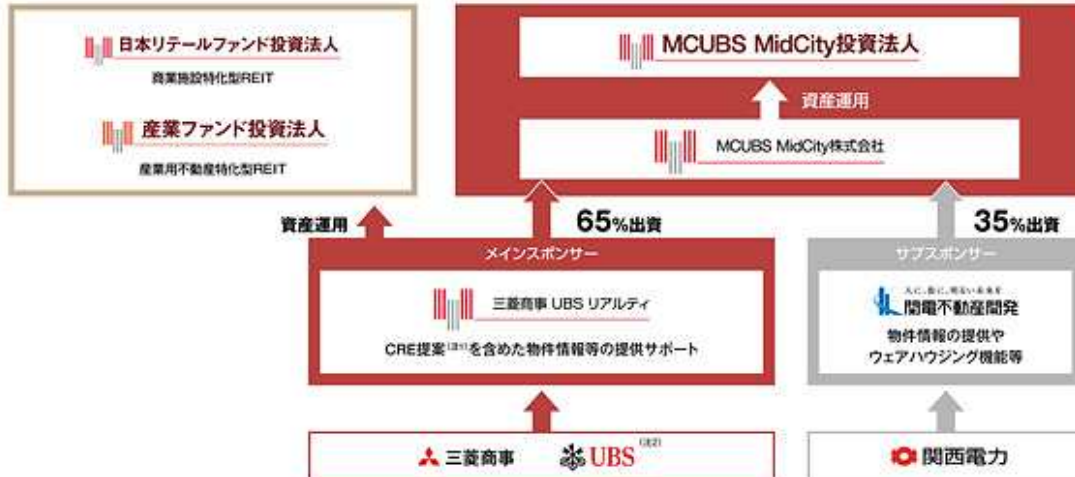 日本リテールファンド投資法人
商業施設特化型REIT
産業ファンド投資法人
産業用不動産特化型REIT
MCUBS MidCity投資法人
資産運用
MCUBS MidCity株式会社
資産運用
65%出資
35%出資
メインスポンサー
三菱商事 UBS リアルティ
CRE提案を含めた物件情報等の提供サポート
サブスポンサー
関電不動産開発
物件情報の提供や
ウェアハウジング機能等
三菱商事
UBS
関西電力